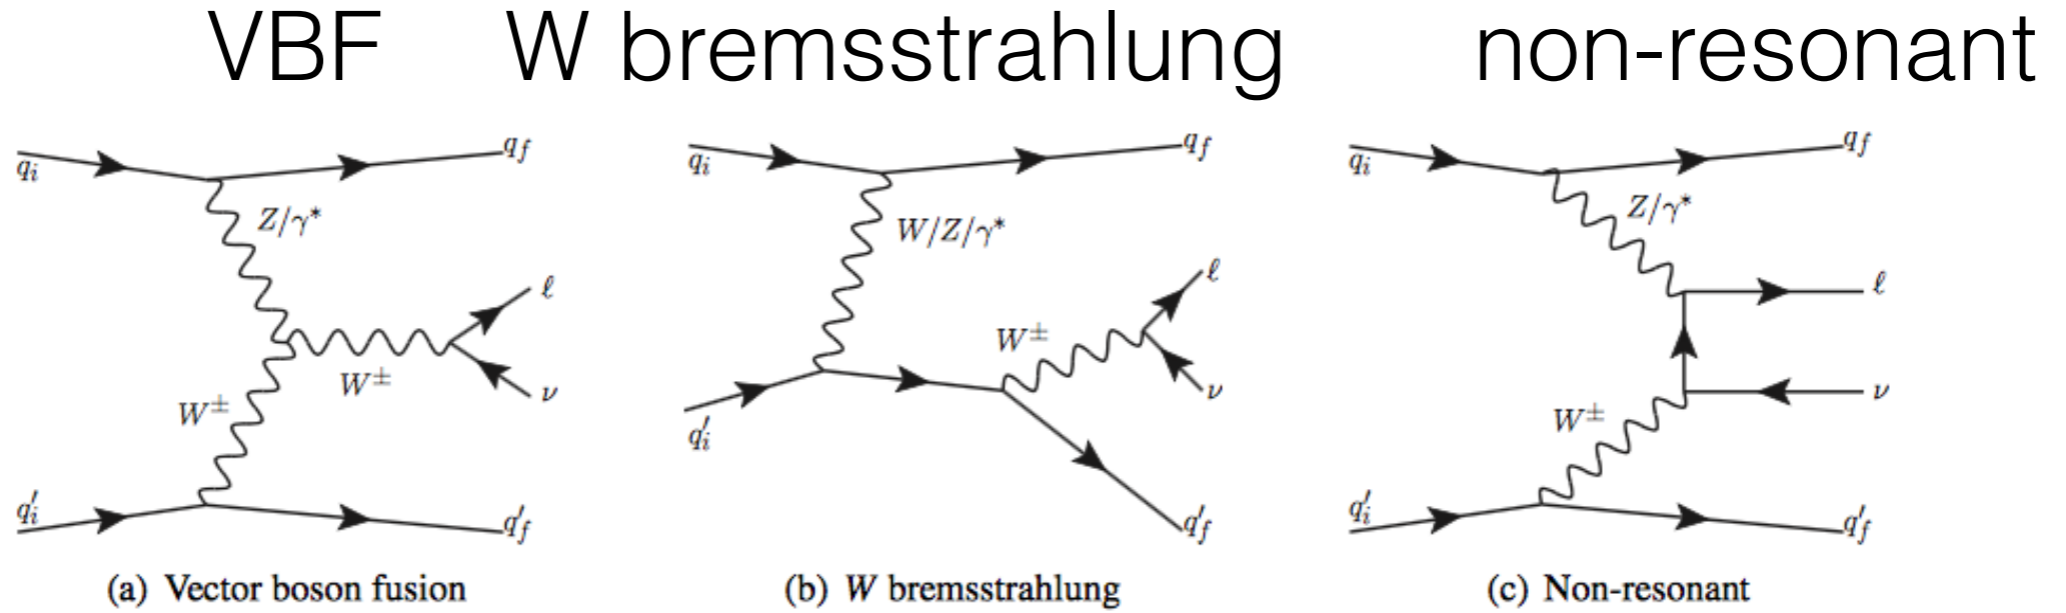 VBF W bremsstrahlung non-resonant
q_i q_f q_i q_f q_i q_f
Z/γ* W/Z/γ* Z/γ*
ℓ ℓ ℓ
W± W± ν W± ν W± ν
q'_i q'_f q'_i q'_f q'_i q'_f
(a) Vector boson fusion (b) W bremsstrahlung (c) Non-resonant